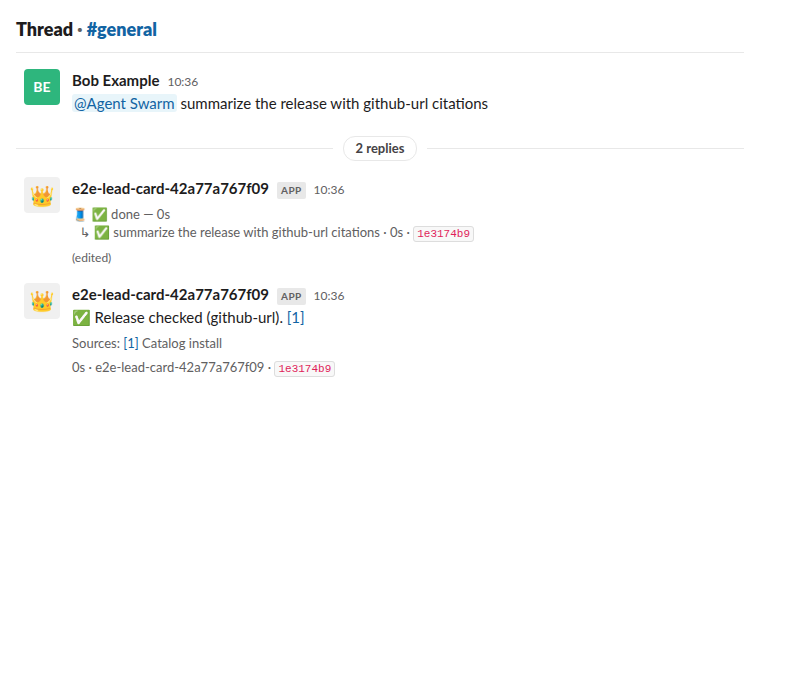 Thread • #general
BE
Bob Example 10:36
@Agent Swarm summarize the release with github-url citations
2 replies
e2e-lead-card-42a77a767f09 APP 10:36
🧵 ✅ done — 0s
↳ ✅ summarize the release with github-url citations · 0s · 1e3174b9
(edited)
e2e-lead-card-42a77a767f09 APP 10:36
✅ Release checked (github-url). [1]
Sources: [1] Catalog install
0s · e2e-lead-card-42a77a767f09 · 1e3174b9